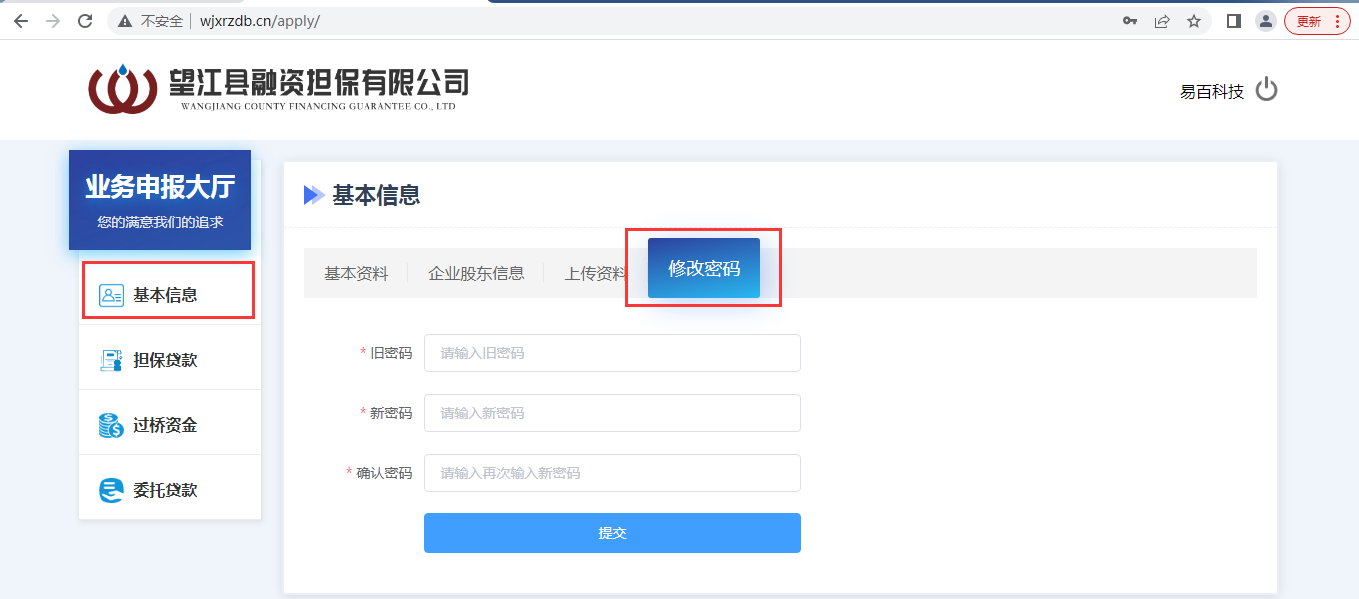 不安全 wjxrzdb.cn/apply/ 更新
望江县融资担保有限公司
WANGJIANG COUNTY FINANCING GUARANTEE CO., LTD
易百科技
业务申报大厅
您的满意我们的追求
基本信息
担保贷款
过桥资金
委托贷款
基本信息
基本资料 企业股东信息 上传资料 修改密码
* 旧密码 请输入旧密码
* 新密码 请输入新密码
* 确认密码 请输入再次输入新密码
提交